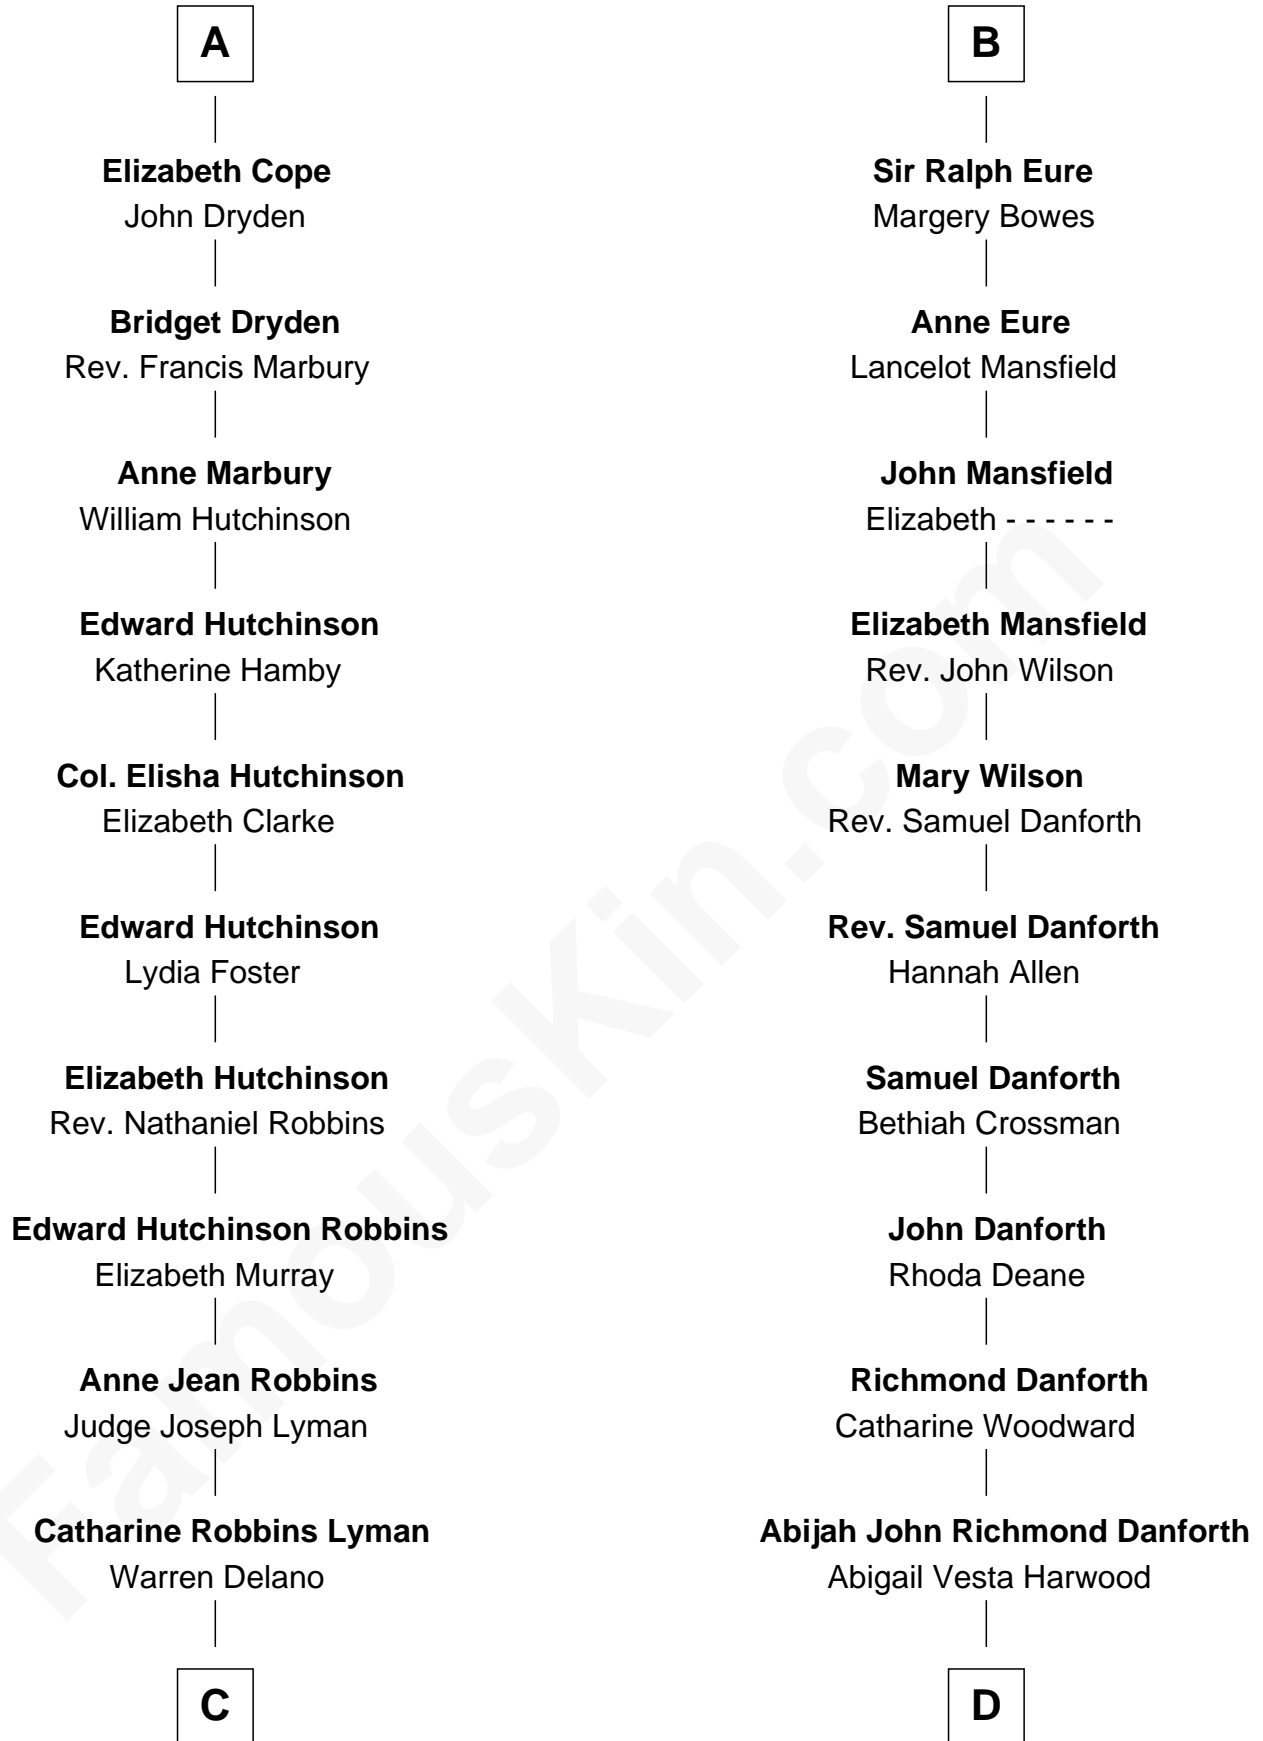 A
Elizabeth Cope
John Dryden
Bridget Dryden
Rev. Francis Marbury
Anne Marbury
William Hutchinson
Edward Hutchinson
Katherine Hamby
Col. Elisha Hutchinson
Elizabeth Clarke
Edward Hutchinson
Lydia Foster
Elizabeth Hutchinson
Rev. Nathaniel Robbins
Edward Hutchinson Robbins
Elizabeth Murray
Anne Jean Robbins
Judge Joseph Lyman
Catharine Robbins Lyman
Warren Delano
C
B
Sir Ralph Eure
Margery Bowes
Anne Eure
Lancelot Mansfield
John Mansfield
Elizabeth - - - - - -
Elizabeth Mansfield
Rev. John Wilson
Mary Wilson
Rev. Samuel Danforth
Rev. Samuel Danforth
Hannah Allen
Samuel Danforth
Bethiah Crossman
John Danforth
Rhoda Deane
Richmond Danforth
Catharine Woodward
Abijah John Richmond Danforth
Abigail Vesta Harwood
D
FamousKin.com